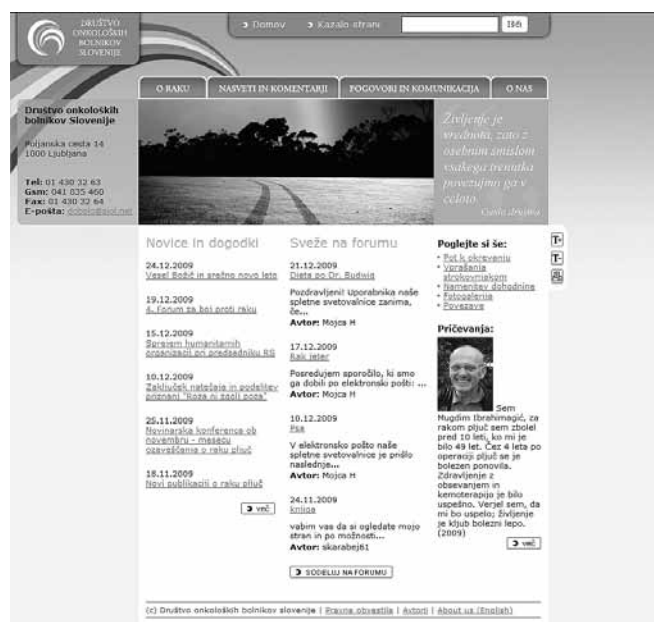 DRUŠTVO
ONKOLOŠKIH
BOLNIKOV
SLOVENIJE
Domov
Kazalo strani
Išči
O RAKU
NASVETI IN KOMENTARJI
POGOVORI IN KOMUNIKACIJA
O NAS
Društvo onkoloških
bolnikov Slovenije
Poljanska cesta 14
1000 Ljubljana
Tel: 01 430 32 63
Gsm: 041 835 460
Fax: 01 430 32 64
E-pošta: dobslo@siol.net
Življenje je
vrednota, zato z
osebnim smislom
vsakega trenutka
povezujmo ga v
celoto.
Geslo društva
Novice in dogodki
24.12.2009
Vesel Božič in srečno novo leto
19.12.2009
4. Forum za boj proti raku
15.12.2009
Sprejem humanitarnih
organizacij pri predsedniku RS
10.12.2009
Zaključek natečaja in podelitev
priznanj "Roza ni zgolj poza"
25.11.2009
Novinarska konferenca ob
novembru - mesecu
ozaveščanja o raku pljuč
18.11.2009
Novi publikaciji o raku pljuč
več
Sveže na forumu
21.12.2009
Dieta po Dr. Budwig
Pozdravljeni! Uporabnika naše
spletne svetovalnice zanima,
če...
Avtor: Mojca H
17.12.2009
Rak jeter
Posredujem sporočilo, ki smo
ga dobili po elektronski pošti: ...
Avtor: Mojca H
10.12.2009
Psa
V elektronsko pošto naše
spletne svetovalnice je prišlo
naslednje...
Avtor: Mojca H
24.11.2009
knjiga
vabim vas da si ogledate mojo
stran in po možnosti...
Avtor: skarabej61
SODELUJ NA FORUMU
Poglejte si še:
Pot k okrevanju
Vprašanja
strokovnjakom
Namenitev dohodnine
Fotogalerija
Povezave
T+
T-
Pričevanja:
Sem
Mugdim Ibrahimagić, za
rakom pljuč sem zbolel
pred 10 leti, ko mi je
bilo 49 let. Čez 4 leta po
operaciji pljuč se je
bolezen ponovila.
Zdravljenje z
obsevanjem in
kemoterapijo je bilo
uspešno. Verjel sem, da
mi bo uspelo; življenje
je kljub bolezni lepo.
(2009)
več
(c) Društvo onkoloških bolnikov slovenije | Pravna obvestila | Avtorji | About us (English)